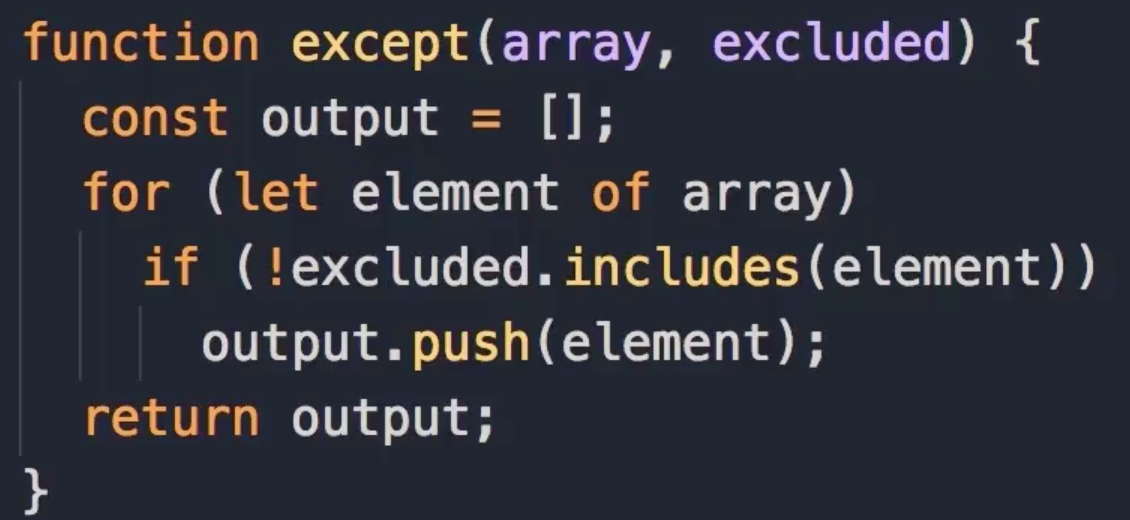 function except(array, excluded) {
  const output = [];
  for (let element of array)
    if (!excluded.includes(element))
      output.push(element);
  return output;
}